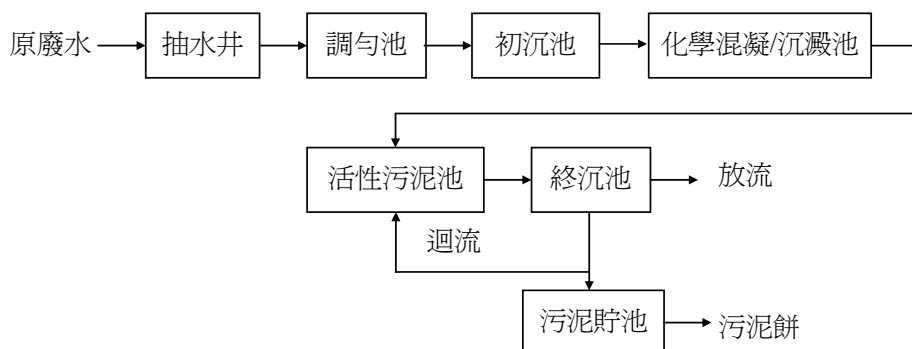 原廢水
抽水井
調勻池
初沉池
化學混凝/沉澱池
活性污泥池
終沉池
放流
迴流
污泥貯池
污泥餅